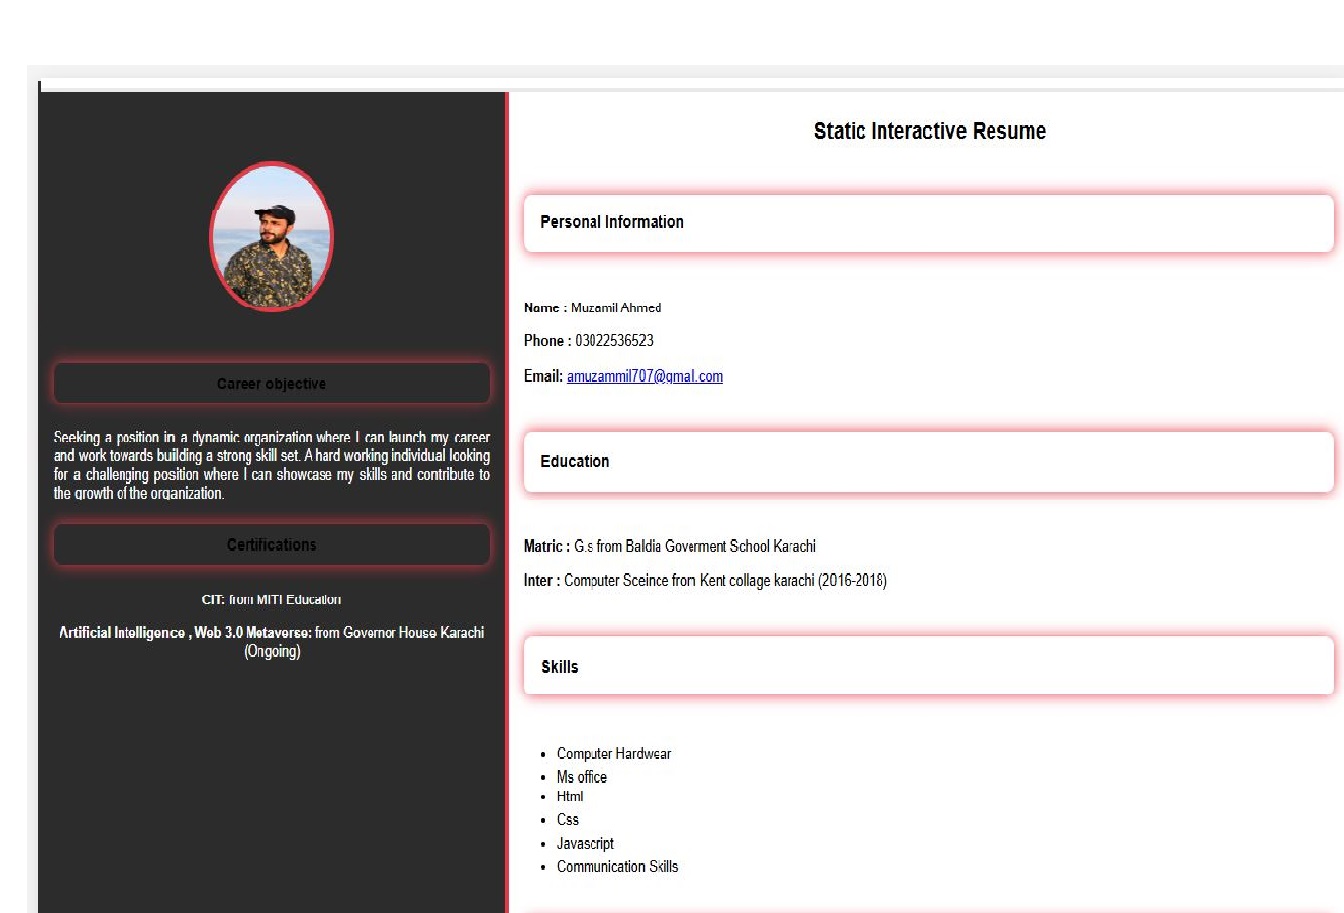 Static Interactive Resume
Career objective
Seeking a position in a dynamic organization where I can launch my career
and work towards building a strong skill set. A hard working individual looking
for a challenging position where I can showcase my skills and contribute to
the growth of the organization.
Certifications
CIT: from MITI Education
Artificial Intelligence , Web 3.0 Metaverse: from Governor House Karachi
(Ongoing)
Personal Information
Name : Muzamil Ahmed
Phone : 03022536523
Email: amuzammil707@gmal.com
Education
Matric : G.s from Baldia Goverment School Karachi
Inter : Computer Sceince from Kent collage karachi (2016-2018)
Skills
• Computer Hardwear
• Ms office
• Html
• Css
• Javascript
• Communication Skills